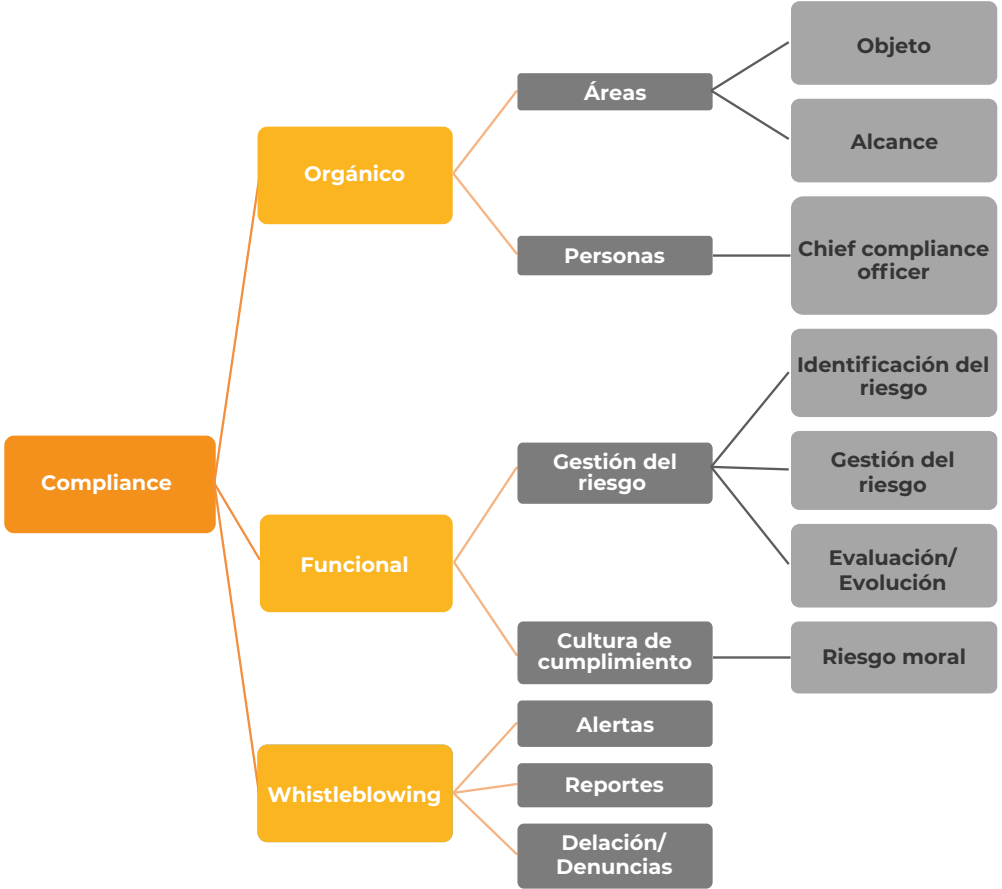 Compliance
Orgánico
Áreas
Objeto
Alcance
Personas
Chief compliance
officer
Funcional
Gestión del
riesgo
Identificación del
riesgo
Gestión del
riesgo
Evaluación/
Evolución
Cultura de
cumplimiento
Riesgo moral
Whistleblowing
Alertas
Reportes
Delación/
Denuncias